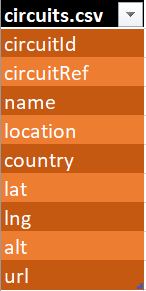 circuits.csv
circuitId
circuitRef
name
location
country
lat
lng
alt
url